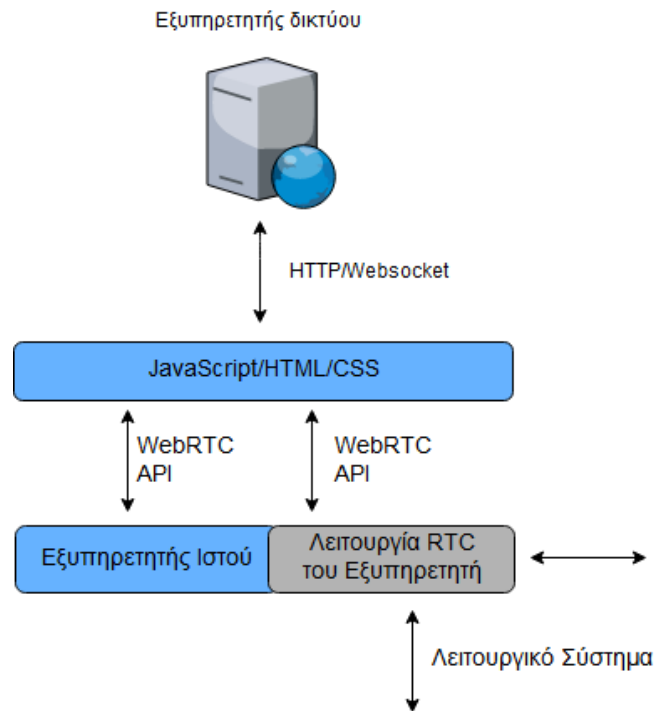 Εξυπηρετητής δικτύου
HTTP/Websocket
JavaScript/HTML/CSS
WebRTC
API
WebRTC
API
Εξυπηρετητής Ιστού
Λειτουργία RTC
του Εξυπηρετητή
Λειτουργικό Σύστημα